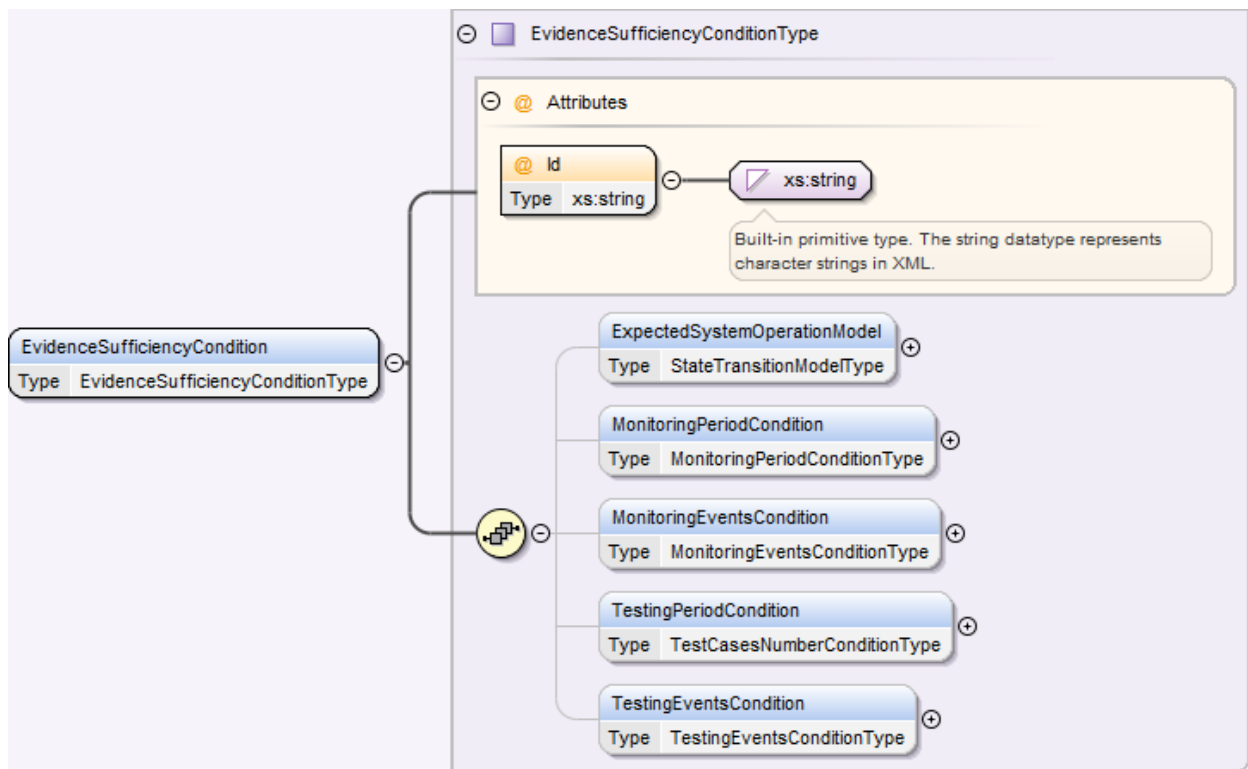 EvidenceSufficiencyConditionType
@ Attributes
@ Id
Type xs:string
xs:string
Built-in primitive type. The string datatype represents
character strings in XML.
EvidenceSufficiencyCondition
Type EvidenceSufficiencyConditionType
ExpectedSystemOperationModel
Type StateTransitionModelType
MonitoringPeriodCondition
Type MonitoringPeriodConditionType
MonitoringEventsCondition
Type MonitoringEventsConditionType
TestingPeriodCondition
Type TestCasesNumberConditionType
TestingEventsCondition
Type TestingEventsConditionType